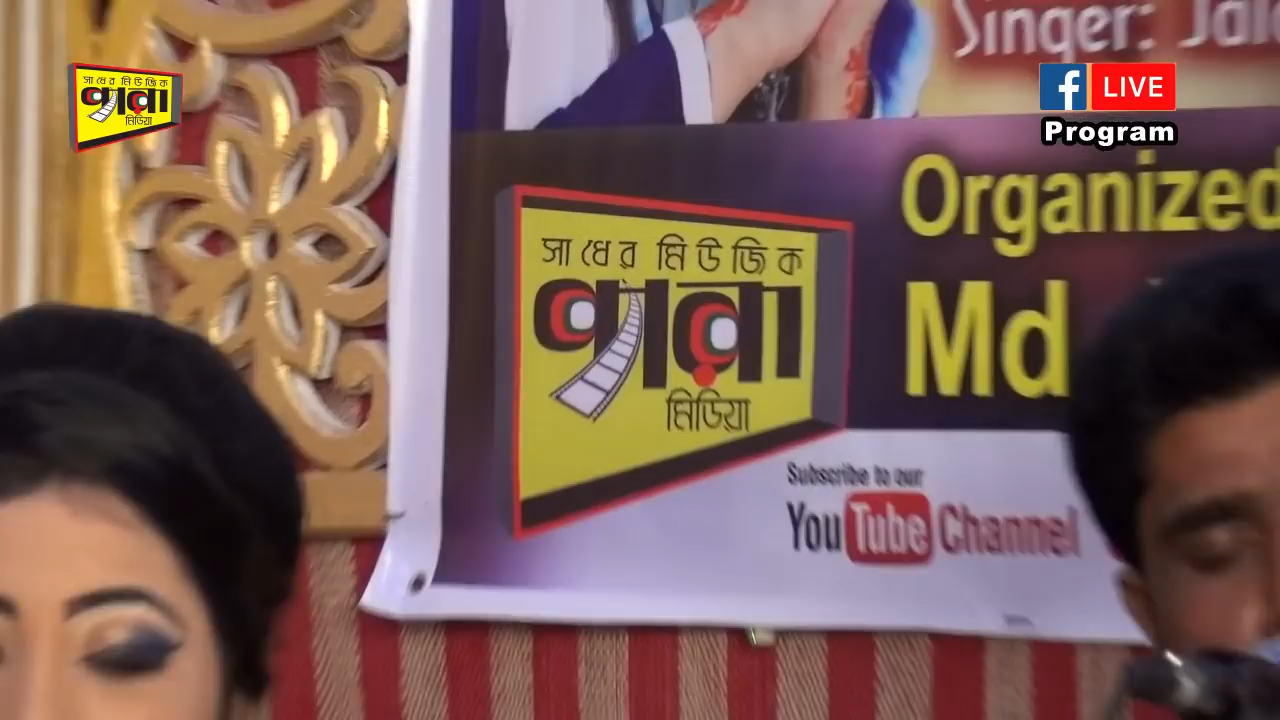 সাধের মিউজিক
পারা
মিডিয়া
Singer:
f LIVE
Program
Organized
সাধের মিউজিক
পারা
মিডিয়া
Md
Subscribe to our
YouTube Channel